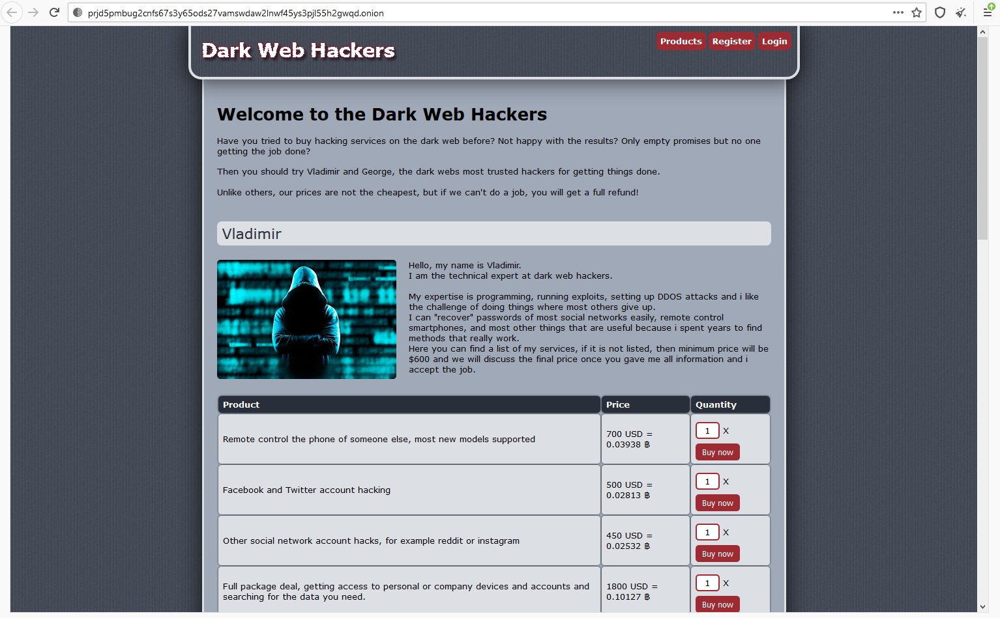 prjd5pmbug2cnfs67s3y65ods27vamswdaw2lnwf45ys3pjl55h2gwqd.onion
Dark Web Hackers
Products Register Login
Welcome to the Dark Web Hackers
Have you tried to buy hacking services on the dark web before? Not happy with the results? Only empty promises but no one
getting the job done?
Then you should try Vladimir and George, the dark webs most trusted hackers for getting things done.
Unlike others, our prices are not the cheapest, but if we can't do a job, you will get a full refund!
Vladimir
Hello, my name is Vladimir.
I am the technical expert at dark web hackers.
My expertise is programming, running exploits, setting up DDOS attacks and i like
the challenge of doing things where most others give up.
I can "recover" passwords of most social networks easily, remote control
smartphones, and most other things that are useful because i spent years to find
methods that really work.
Here you can find a list of my services, if it is not listed, then minimum price will be
$600 and we will discuss the final price once you gave me all information and i
accept the job.
Product Price Quantity
Remote control the phone of someone else, most new models supported
700 USD =
0.03938 ฿
1 X
Buy now
Facebook and Twitter account hacking
500 USD =
0.02813 ฿
1 X
Buy now
Other social network account hacks, for example reddit or instagram
450 USD =
0.02532 ฿
1 X
Buy now
Full package deal, getting access to personal or company devices and accounts and
searching for the data you need.
1800 USD =
0.10127 ฿
1 X
Buy now